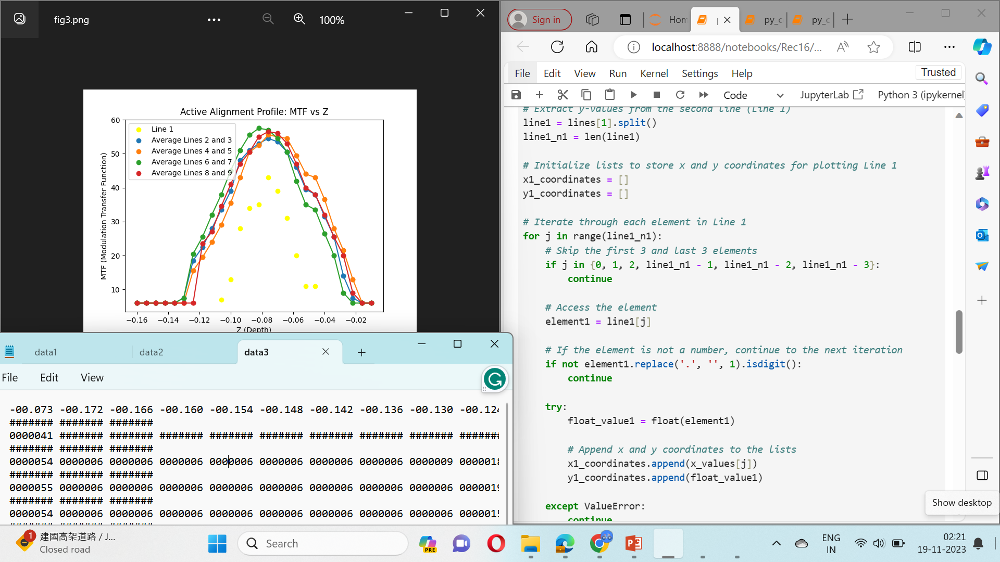 fig3.png
100%
Active Alignment Profile: MTF vs Z
MTF (Modulation Transfer Function)
60
50
40
30
20
10
Line 1
Average Lines 2 and 3
Average Lines 4 and 5
Average Lines 6 and 7
Average Lines 8 and 9
−0.16 −0.14 −0.12 −0.10 −0.08 −0.06 −0.04 −0.02
Z (Depth)
data1 data2 data3
File Edit View
-00.073 -00.172 -00.166 -00.160 -00.154 -00.148 -00.142 -00.136 -00.130 -00.124
####### ####### #######
0000041 ####### ####### ####### ####### ####### ####### ####### ####### #######
####### ####### #######
0000054 0000006 0000006 0000006 0000006 0000006 0000006 0000006 0000009 0000018
####### ####### #######
0000055 0000006 0000006 0000006 0000006 0000006 0000006 0000006 0000006 0000019
####### ####### #######
0000054 0000006 0000006 0000006 0000006 0000006 0000006 0000006 0000006 0000015
Sign in
Hom
py_c
py_c
localhost:8888/notebooks/Rec16/...
File Edit View Run Kernel Settings Help Trusted
Code JupyterLab Python 3 (ipykernel)
# Extract y-values from the second line (Line 1)
line1 = lines[1].split()
line1_n1 = len(line1)
# Initialize lists to store x and y coordinates for plotting Line 1
x1_coordinates = []
y1_coordinates = []
# Iterate through each element in Line 1
for j in range(line1_n1):
# Skip the first 3 and last 3 elements
if j in {0, 1, 2, line1_n1 - 1, line1_n1 - 2, line1_n1 - 3}:
continue
# Access the element
element1 = line1[j]
# If the element is not a number, continue to the next iteration
if not element1.replace('.', '', 1).isdigit():
continue
try:
float_value1 = float(element1)
# Append x and y coordinates to the lists
x1_coordinates.append(x_values[j])
y1_coordinates.append(float_value1)
except ValueError:
continue
Show desktop
1
建國高架道路 / J...
Closed road
Search
PRE
ENG
IN
02:21
19-11-2023